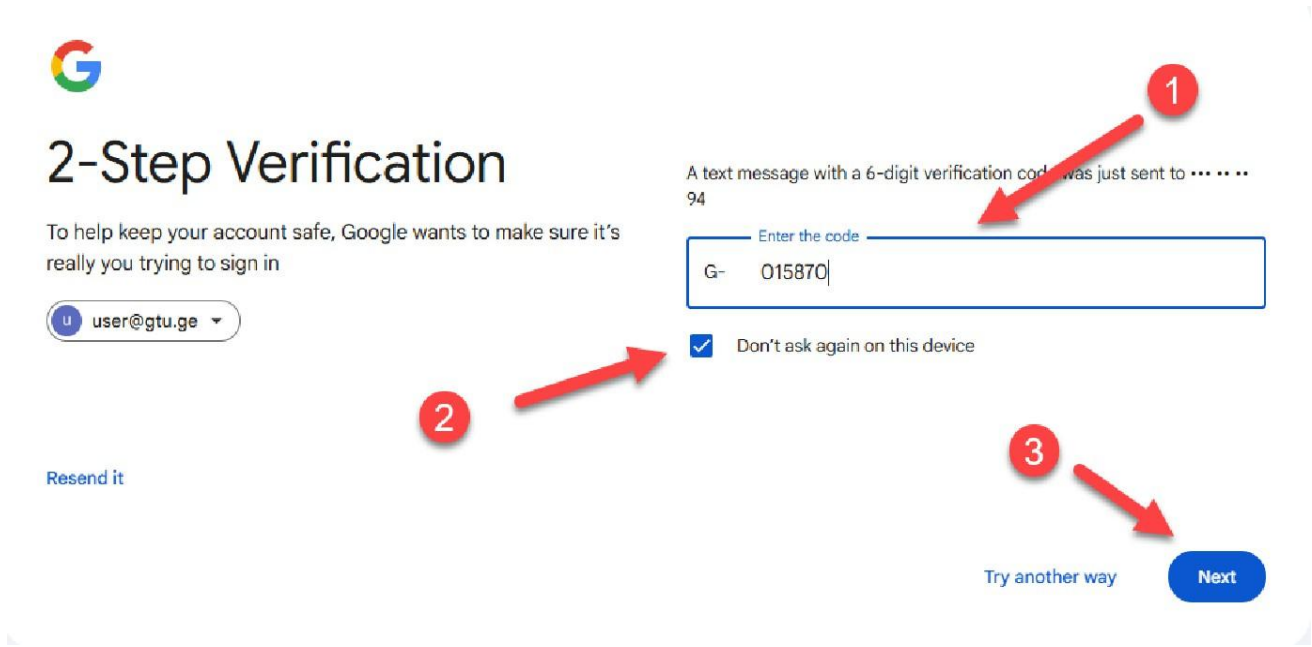 2-Step Verification
To help keep your account safe, Google wants to make sure it's
really you trying to sign in
u user@gtu.ge
Resend it
1
A text message with a 6-digit verification code was just sent to ••• •• ••
94
Enter the code
G- 015870
Don't ask again on this device
2
3
Try another way
Next